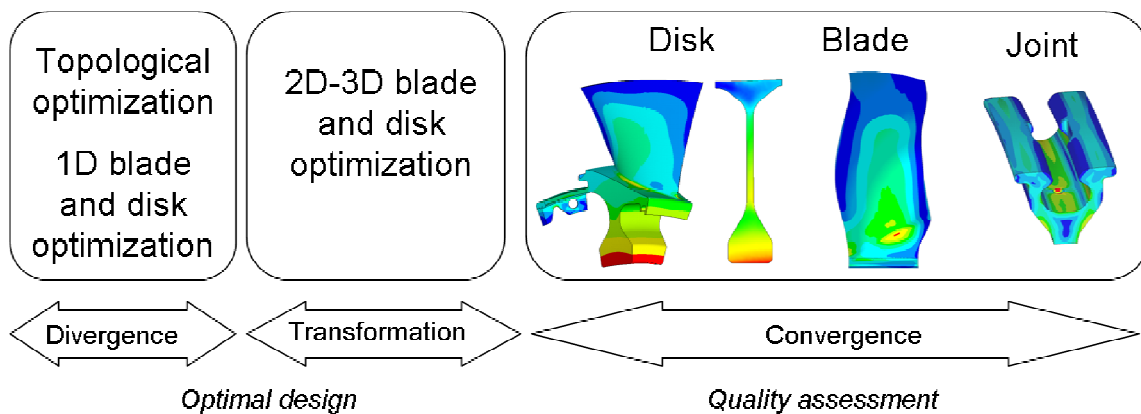 Topological
optimization
1D blade
and disk
optimization
2D-3D blade
and disk
optimization
Disk
Blade
Joint
Divergence
Transformation
Convergence
Optimal design
Quality assessment